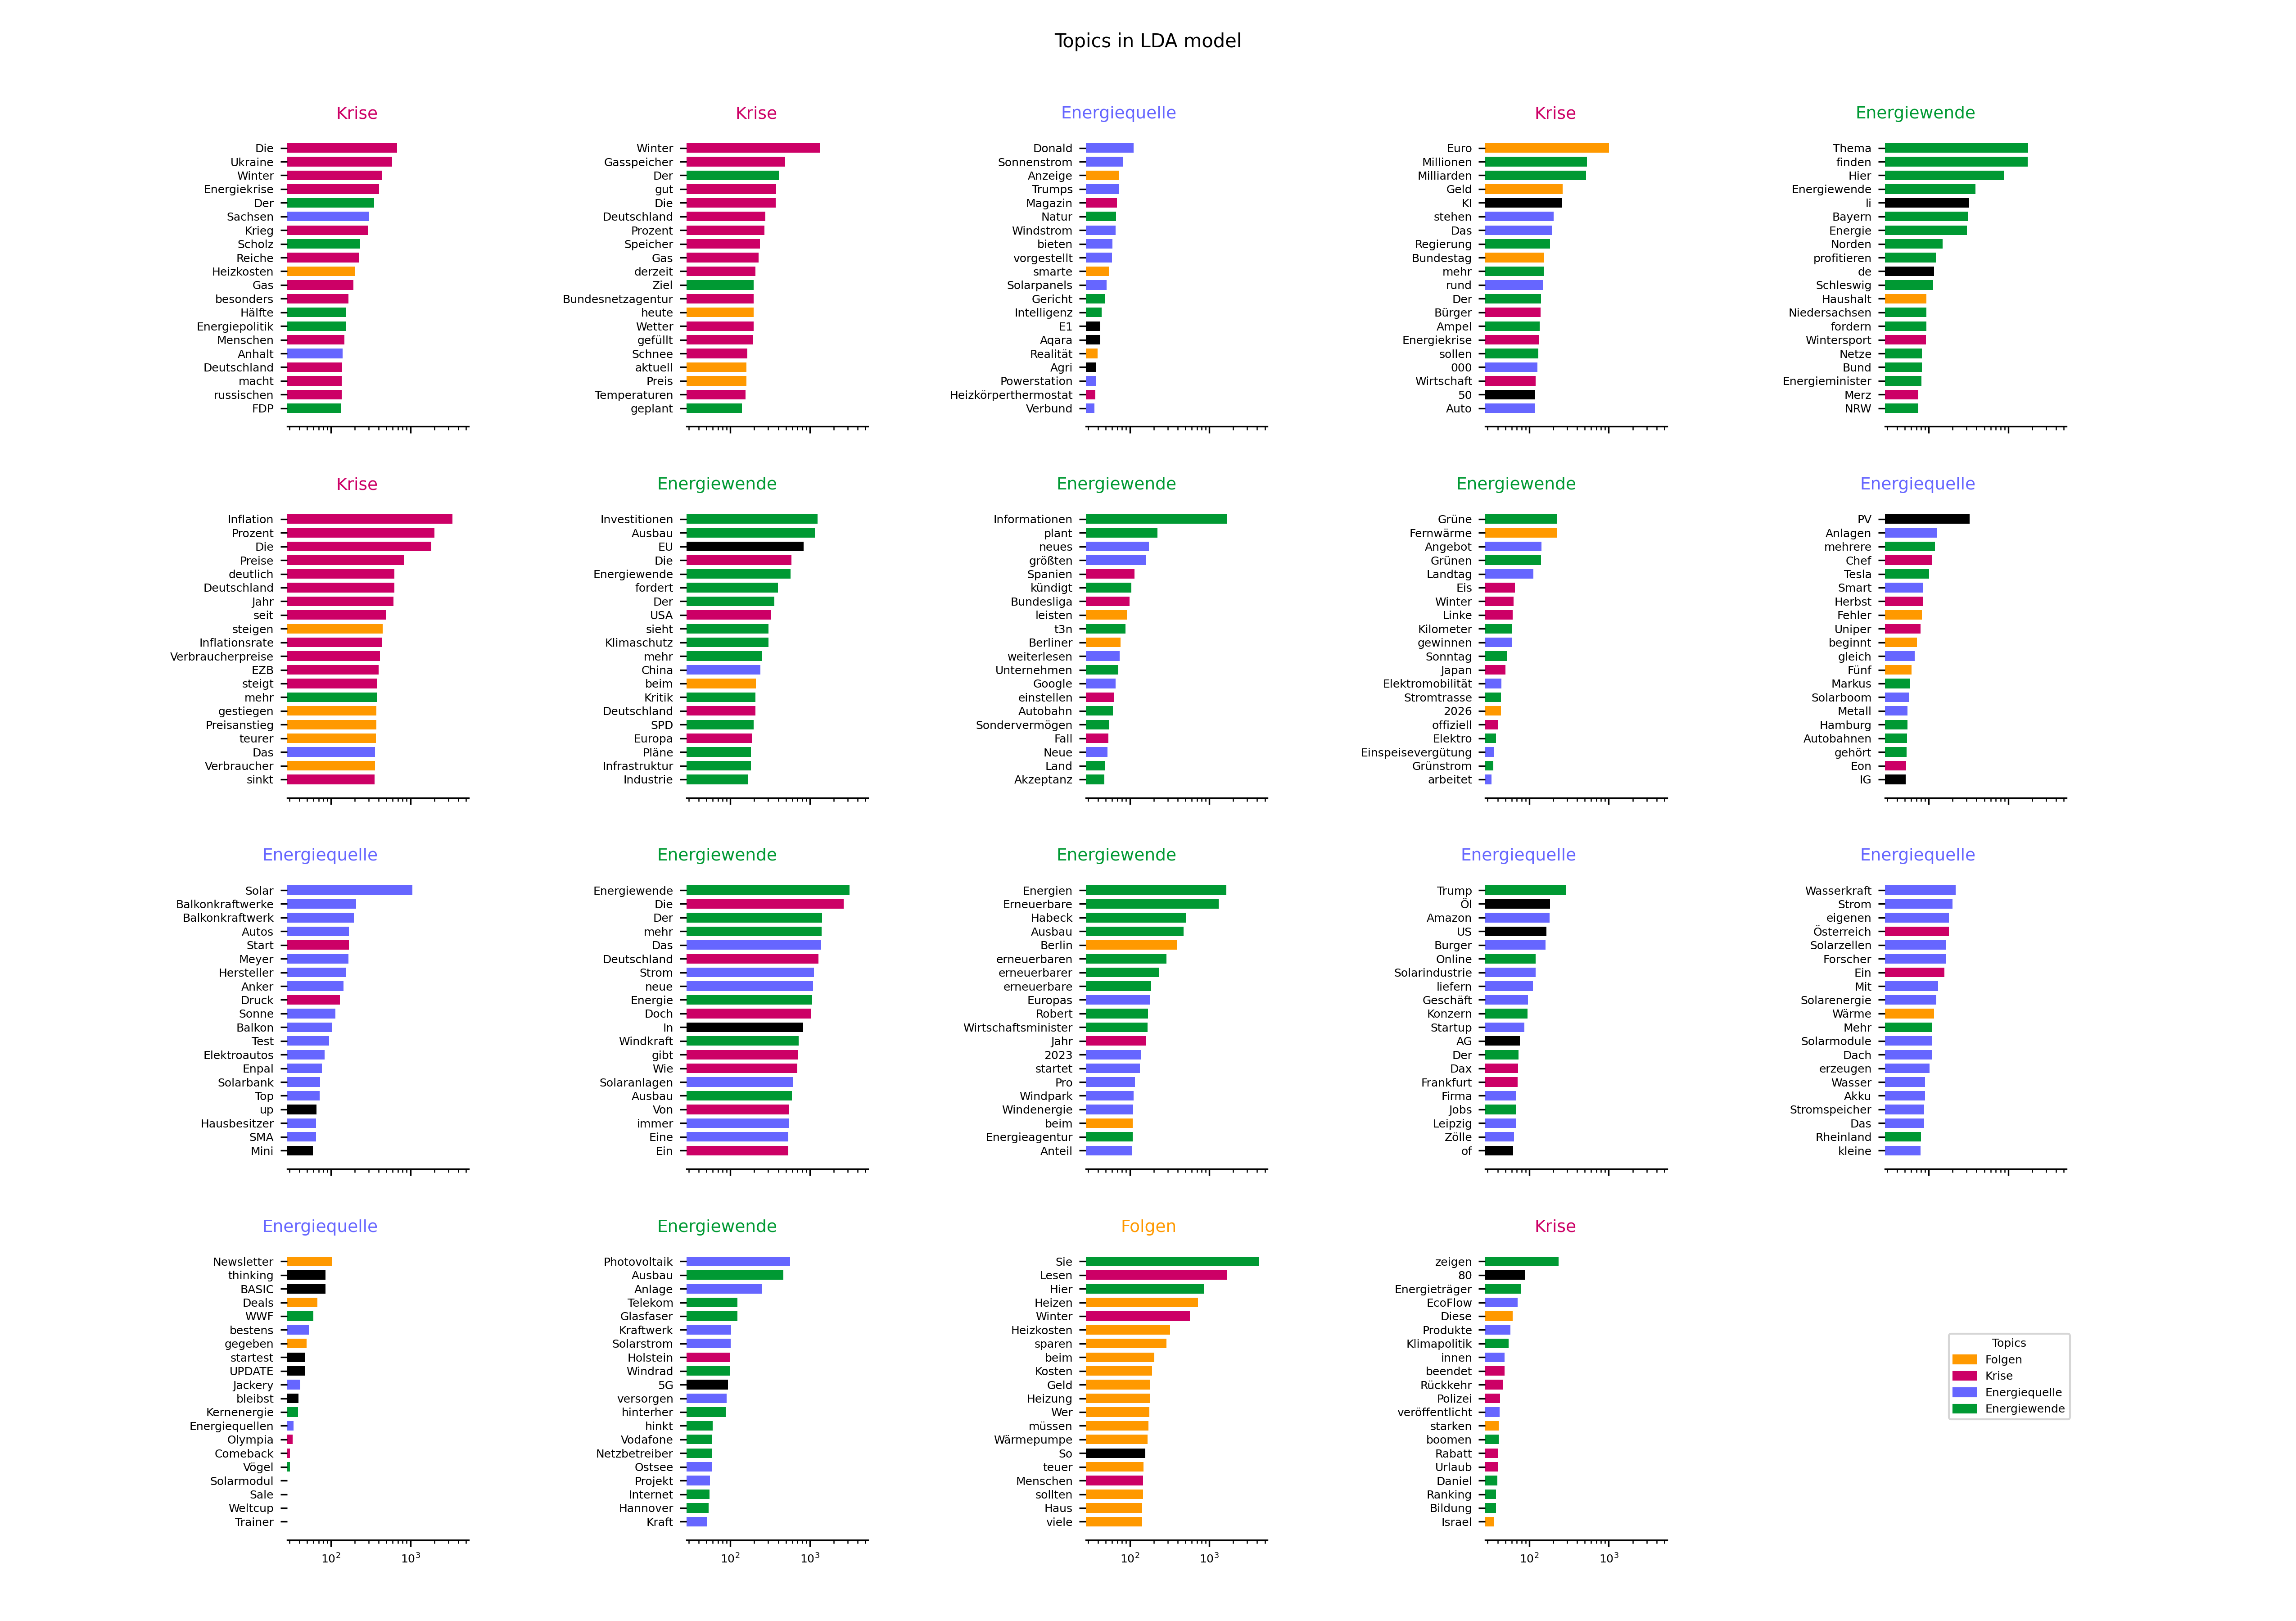 Topics in LDA model
Krise
Die
Ukraine
Winter
Energiekrise
Der
Sachsen
Krieg
Scholz
Reiche
Heizkosten
Gas
besonders
Hälfte
Energiepolitik
Menschen
Anhalt
Deutschland
macht
russischen
FDP
Krise
Winter
Gasspeicher
Der
gut
Die
Deutschland
Prozent
Speicher
Gas
derzeit
Ziel
Bundesnetzagentur
heute
Wetter
gefüllt
Schnee
aktuell
Preis
Temperaturen
geplant
Energiequelle
Donald
Sonnenstrom
Anzeige
Trumps
Magazin
Natur
Windstrom
bieten
vorgestellt
smarte
Solarpanels
Gericht
Intelligenz
E1
Aqara
Realität
Agri
Powerstation
Heizkörperthermostat
Verbund
Krise
Euro
Millionen
Milliarden
Geld
KI
stehen
Das
Regierung
Bundestag
mehr
rund
Der
Bürger
Ampel
Energiekrise
sollen
000
Wirtschaft
50
Auto
Energiewende
Thema
finden
Hier
Energiewende
li
Bayern
Energie
Norden
profitieren
de
Schleswig
Haushalt
Niedersachsen
fordern
Wintersport
Netze
Bund
Energieminister
Merz
NRW
Krise
Inflation
Prozent
Die
Preise
deutlich
Deutschland
Jahr
seit
steigen
Inflationsrate
Verbraucherpreise
EZB
steigt
mehr
gestiegen
Preisanstieg
teurer
Das
Verbraucher
sinkt
Energiewende
Investitionen
Ausbau
EU
Die
Energiewende
fordert
Der
USA
sieht
Klimaschutz
mehr
China
beim
Kritik
Deutschland
SPD
Europa
Pläne
Infrastruktur
Industrie
Energiewende
Informationen
plant
neues
größten
Spanien
kündigt
Bundesliga
leisten
t3n
Berliner
weiterlesen
Unternehmen
Google
einstellen
Autobahn
Sondervermögen
Fall
Neue
Land
Akzeptanz
Energiewende
Grüne
Fernwärme
Angebot
Grünen
Landtag
Eis
Winter
Linke
Kilometer
gewinnen
Sonntag
Japan
Elektromobilität
Stromtrasse
2026
offiziell
Elektro
Einspeisevergütung
Grünstrom
arbeitet
Energiequelle
PV
Anlagen
mehrere
Chef
Tesla
Smart
Herbst
Fehler
Uniper
beginnt
gleich
Fünf
Markus
Solarboom
Metall
Hamburg
Autobahnen
gehört
Eon
IG
Energiequelle
Solar
Balkonkraftwerke
Balkonkraftwerk
Autos
Start
Meyer
Hersteller
Anker
Druck
Sonne
Balkon
Test
Elektroautos
Enpal
Solarbank
Top
up
Hausbesitzer
SMA
Mini
Energiewende
Energiewende
Die
Der
mehr
Das
Deutschland
Strom
neue
Energie
Doch
In
Windkraft
gibt
Wie
Solaranlagen
Ausbau
Von
immer
Eine
Ein
Energiewende
Energien
Erneuerbare
Habeck
Ausbau
Berlin
erneuerbaren
erneuerbarer
erneuerbare
Europas
Robert
Wirtschaftsminister
Jahr
2023
startet
Pro
Windpark
Windenergie
beim
Energieagentur
Anteil
Energiequelle
Trump
Öl
Amazon
US
Burger
Online
Solarindustrie
liefern
Geschäft
Konzern
Startup
AG
Der
Dax
Frankfurt
Firma
Jobs
Leipzig
Zölle
of
Energiequelle
Wasserkraft
Strom
eigenen
Österreich
Solarzellen
Forscher
Ein
Mit
Solarenergie
Wärme
Mehr
Solarmodule
Dach
erzeugen
Wasser
Akku
Stromspeicher
Das
Rheinland
kleine
Energiequelle
Newsletter
thinking
BASIC
Deals
WWF
bestens
gegeben
startest
UPDATE
Jackery
bleibst
Kernenergie
Energiequellen
Olympia
Comeback
Vögel
Solarmodul
Sale
Weltcup
Trainer
10² 10³
Energiewende
Photovoltaik
Ausbau
Anlage
Telekom
Glasfaser
Kraftwerk
Solarstrom
Holstein
Windrad
5G
versorgen
hinterher
hinkt
Vodafone
Netzbetreiber
Ostsee
Projekt
Internet
Hannover
Kraft
10² 10³
Folgen
Sie
Lesen
Hier
Heizen
Winter
Heizkosten
sparen
beim
Kosten
Geld
Heizung
Wer
müssen
Wärmepumpe
So
teuer
Menschen
sollten
Haus
viele
10² 10³
Krise
zeigen
80
Energieträger
EcoFlow
Diese
Produkte
Klimapolitik
innen
beendet
Rückkehr
Polizei
veröffentlicht
starken
boomen
Rabatt
Urlaub
Daniel
Ranking
Bildung
Israel
10² 10³
Topics
Folgen
Krise
Energiequelle
Energiewende